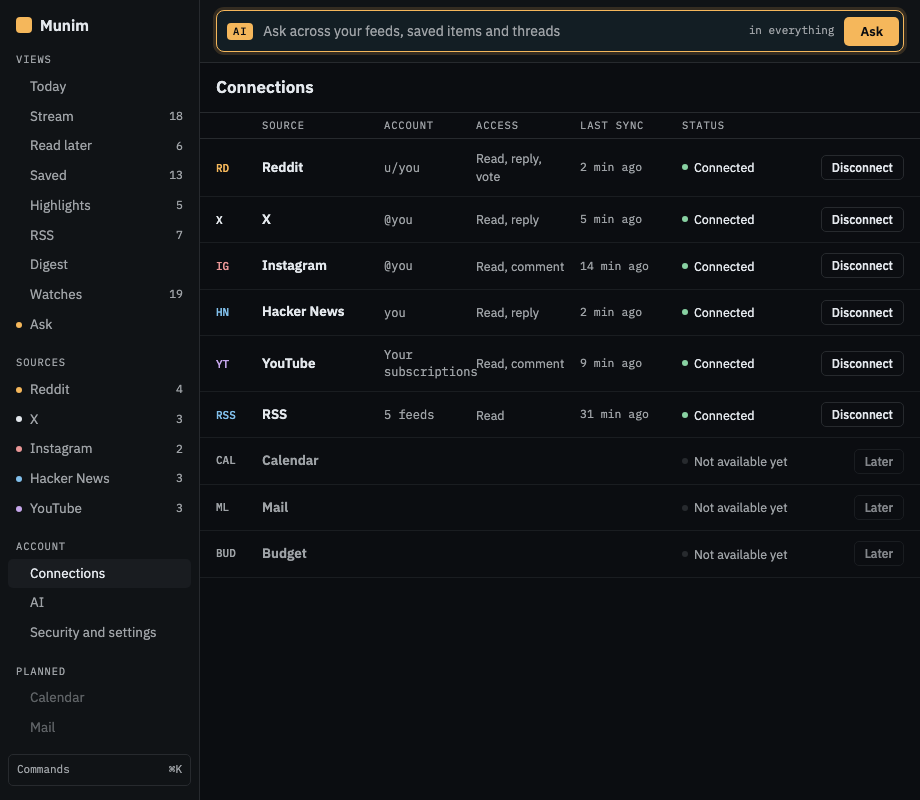 Munim
VIEWS
Today
Stream 18
Read later 6
Saved 13
Highlights 5
RSS 7
Digest
Watches 19
Ask
SOURCES
Reddit 4
X 3
Instagram 2
Hacker News 3
YouTube 3
ACCOUNT
Connections
AI
Security and settings
PLANNED
Calendar
Mail
Commands ⌘K
AI Ask across your feeds, saved items and threads in everything Ask
Connections
SOURCE ACCOUNT ACCESS LAST SYNC STATUS
RD Reddit u/you Read, reply, vote 2 min ago Connected Disconnect
X X @you Read, reply 5 min ago Connected Disconnect
IG Instagram @you Read, comment 14 min ago Connected Disconnect
HN Hacker News you Read, reply 2 min ago Connected Disconnect
YT YouTube Your subscriptions Read, comment 9 min ago Connected Disconnect
RSS RSS 5 feeds Read 31 min ago Connected Disconnect
CAL Calendar Not available yet Later
ML Mail Not available yet Later
BUD Budget Not available yet Later